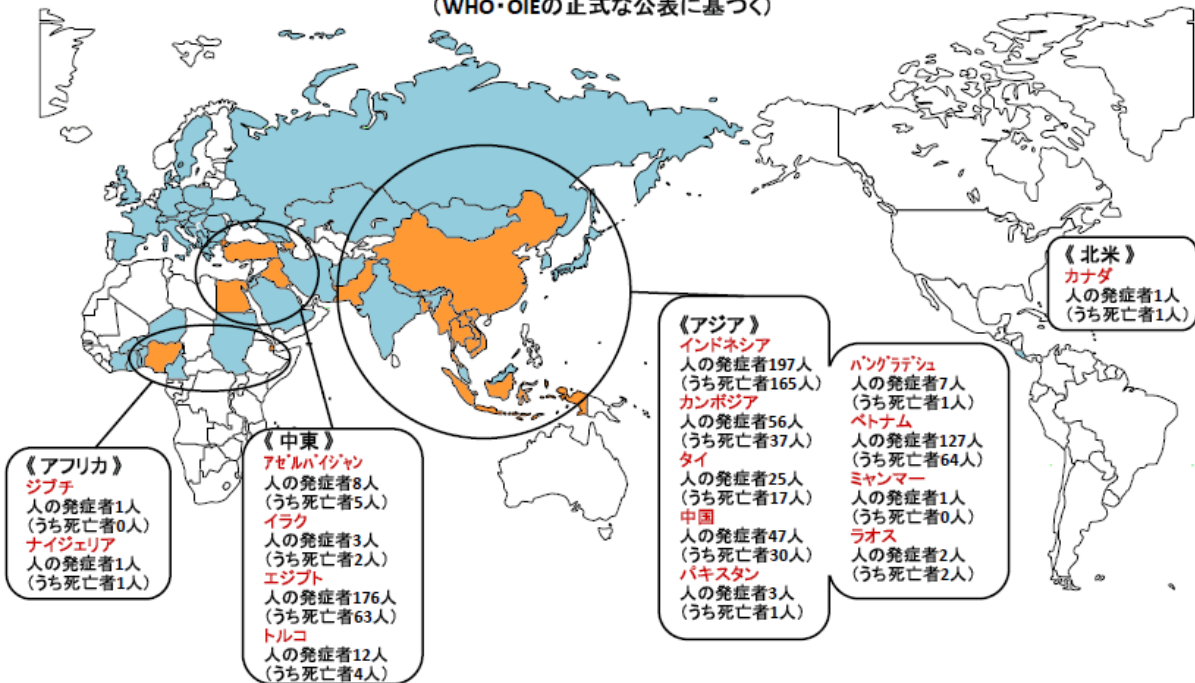 (WHO・OIEの正式な公表に基づく)
《 北米 》
カナダ
人の発症者1人
(うち死亡者1人)
《アジア》
インドネシア
人の発症者197人
(うち死亡者165人)
カンボジア
人の発症者56人
(うち死亡者37人)
タイ
人の発症者25人
(うち死亡者17人)
中国
人の発症者47人
(うち死亡者30人)
パキスタン
人の発症者3人
(うち死亡者1人)
バングラデシュ
人の発症者7人
(うち死亡者1人)
ベトナム
人の発症者127人
(うち死亡者64人)
ミャンマー
人の発症者1人
(うち死亡者0人)
ラオス
人の発症者2人
(うち死亡者2人)
《 中東 》
アゼルバイジャン
人の発症者8人
(うち死亡者5人)
イラク
人の発症者3人
(うち死亡者2人)
エジプト
人の発症者176人
(うち死亡者63人)
トルコ
人の発症者12人
(うち死亡者4人)
《 アフリカ 》
ジブチ
人の発症者1人
(うち死亡者0人)
ナイジェリア
人の発症者1人
(うち死亡者1人)